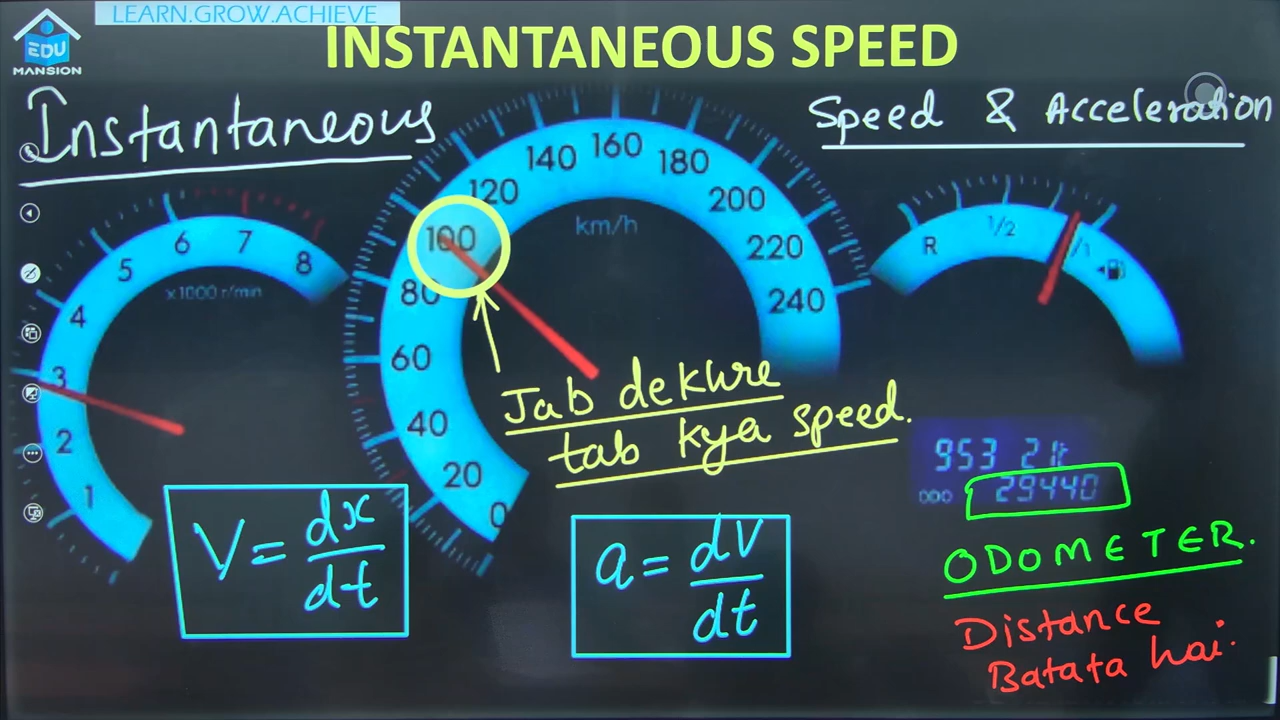 LEARN.GROW.ACHIEVE
EDU
MANSION
INSTANTANEOUS SPEED
Instantaneous
Speed & Acceleration
1
2
3
4
5
6
7
8
x1000 r/min
0
20
40
60
80
100
120
140
160
180
200
220
240
km/h
R
1/2
/1
Jab dekhre
tab kya speed.
953
ODO 29440
ODOMETER.
Distance
Batata hai.
V = dx
dt
a = dV
dt